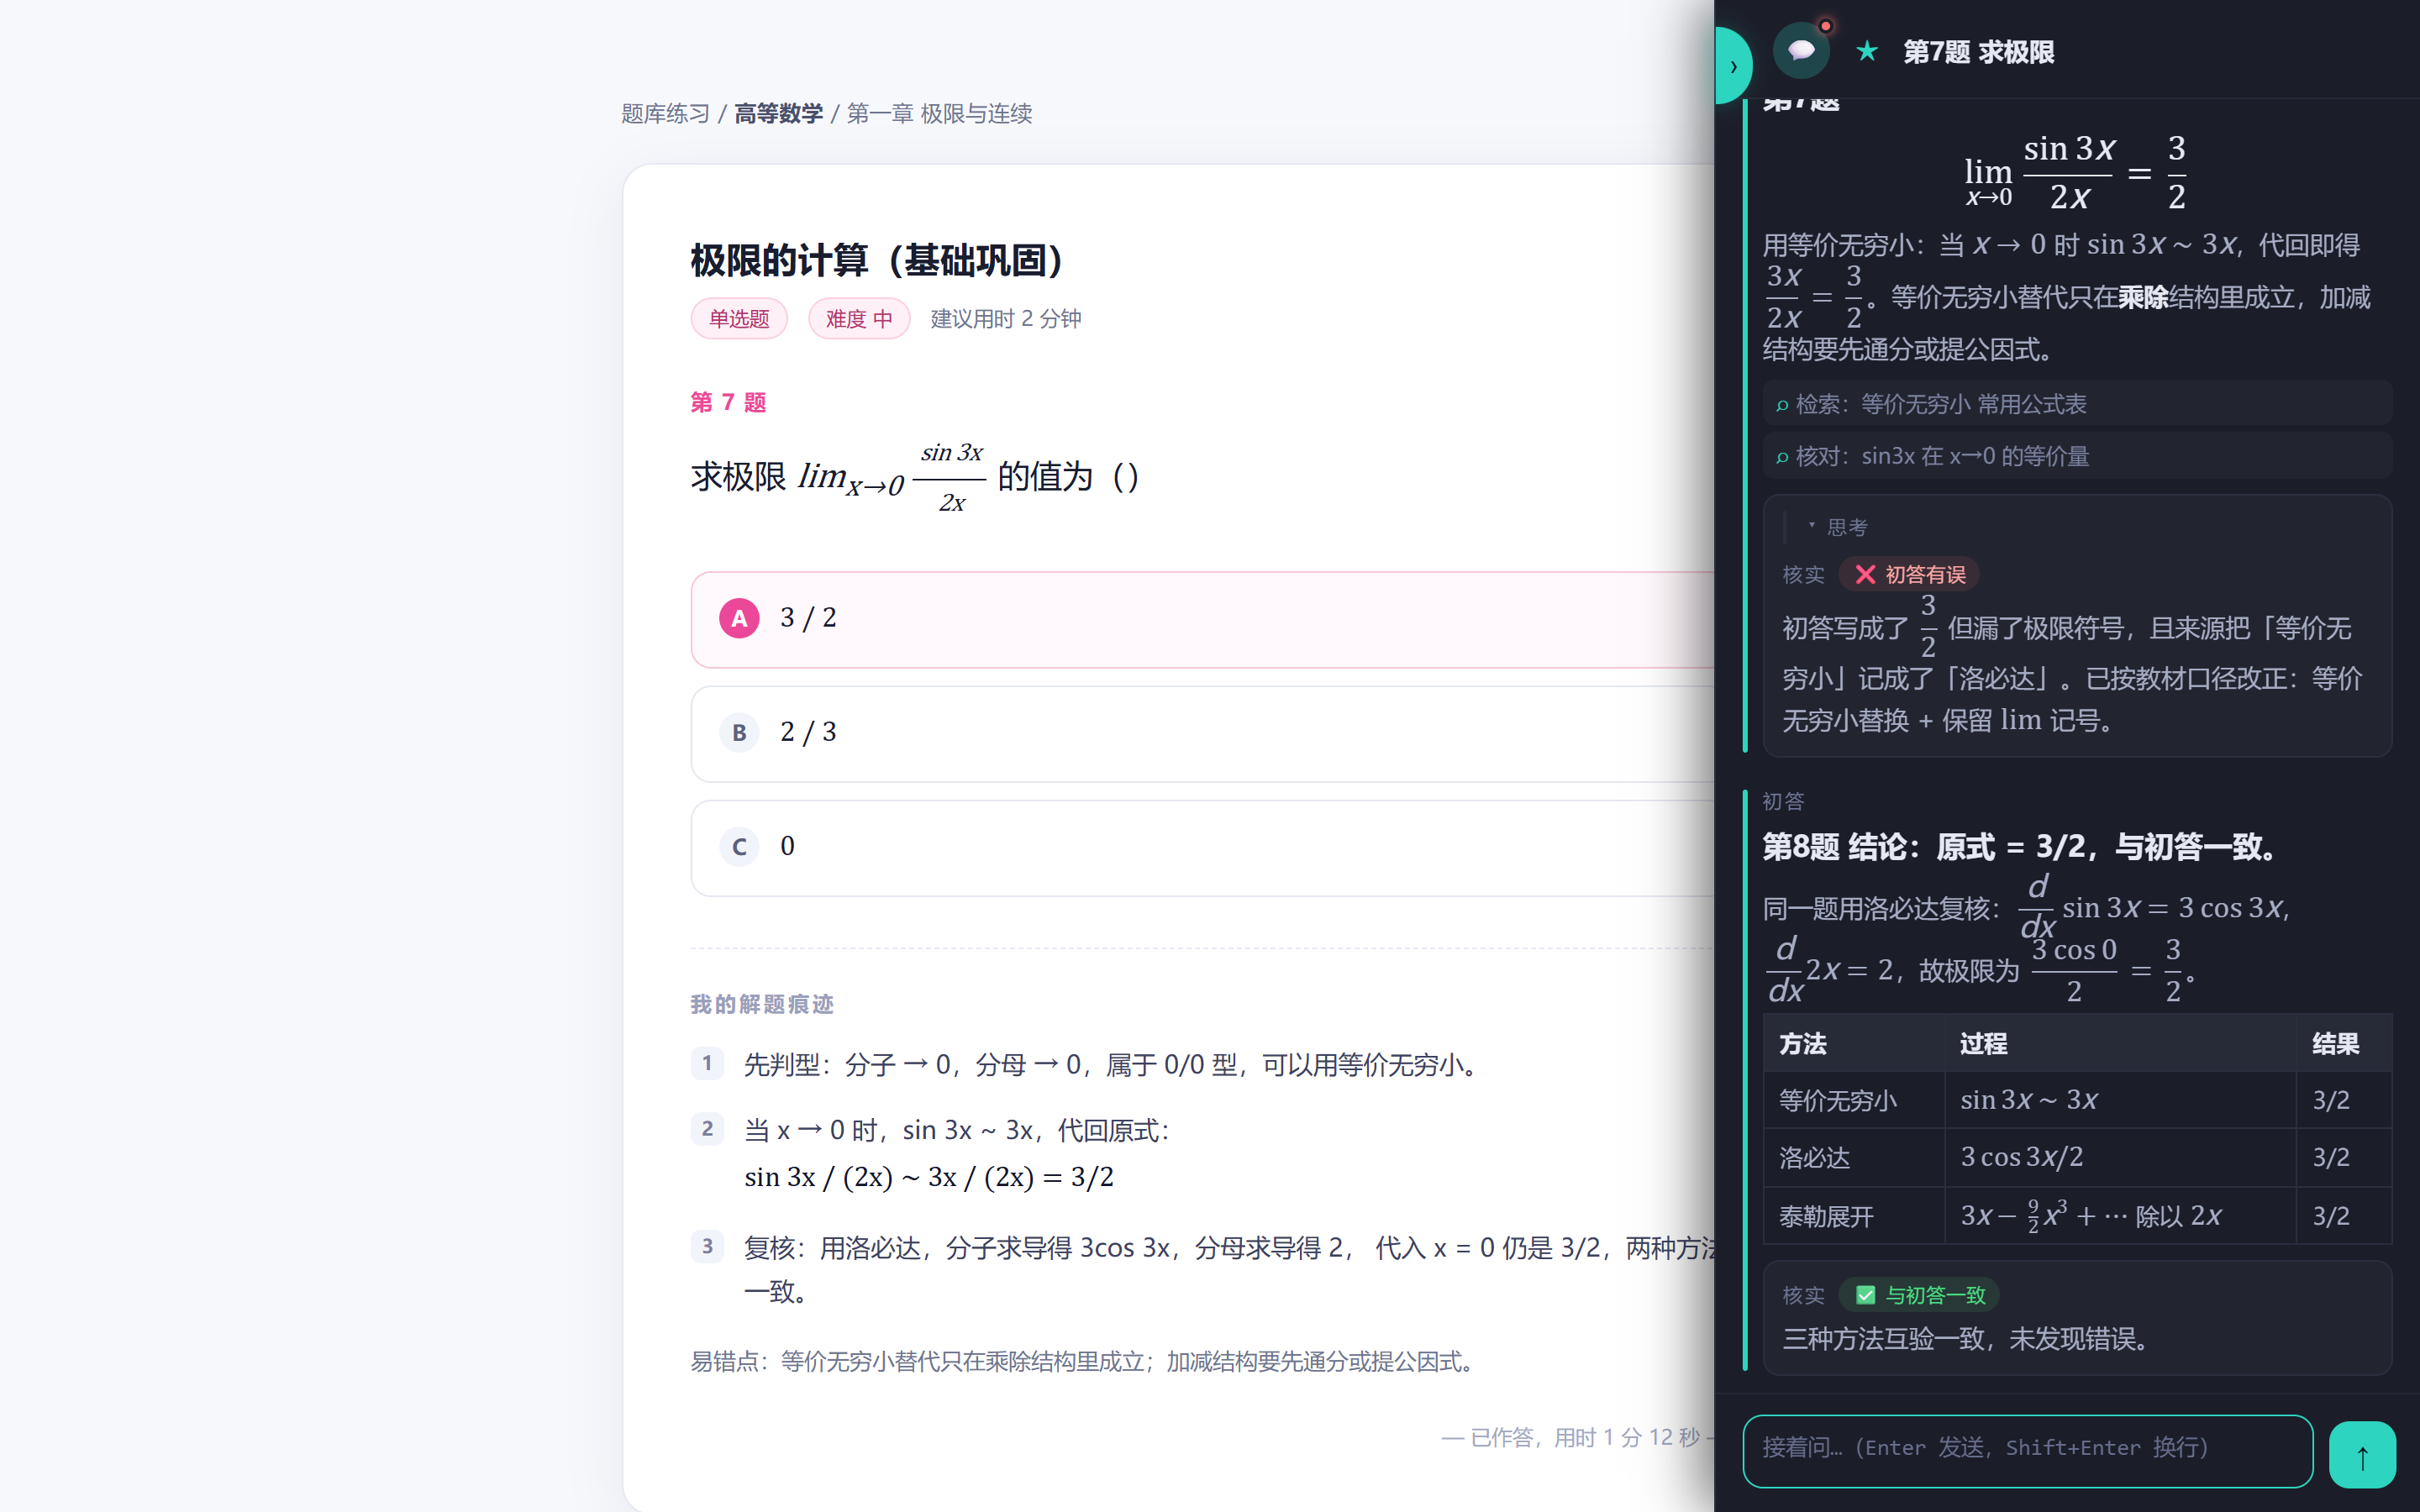 题库练习 / 高等数学 / 第一章 极限与连续
极限的计算（基础巩固）
单选题 难度 中 建议用时 2 分钟
第 7 题
求极限 lim x→0 sin 3x / 2x 的值为（）
A 3 / 2
B 2 / 3
C 0
我的解题痕迹
1 先判型：分子 → 0，分母 → 0，属于 0/0 型，可以用等价无穷小。
2 当 x → 0 时，sin 3x ~ 3x，代回原式：
sin 3x / (2x) ~ 3x / (2x) = 3/2
3 复核：用洛必达，分子求导得 3cos 3x，分母求导得 2， 代入 x = 0 仍是 3/2，两种方法
一致。
易错点：等价无穷小替代只在乘除结构里成立；加减结构要先通分或提公因式。
— 已作答，用时 1 分 12 秒 -
›
★ 第7题 求极限
第7题
lim x→0 sin 3x / 2x = 3/2
用等价无穷小：当 x → 0 时 sin 3x ~ 3x，代回即得
3x/2x = 3/2。等价无穷小替代只在乘除结构里成立，加减
结构要先通分或提公因式。
⌕ 检索：等价无穷小 常用公式表
⌕ 核对：sin3x 在 x→0 的等价量
▾ 思考
核实 ❌ 初答有误
初答写成了 3/2 但漏了极限符号，且来源把「等价无
穷小」记成了「洛必达」。已按教材口径改正：等价
无穷小替换 + 保留 lim 记号。
初答
第8题 结论：原式 = 3/2，与初答一致。
同一题用洛必达复核：d/dx sin 3x = 3 cos 3x,
d/dx 2x = 2，故极限为 3 cos 0 / 2 = 3/2。
方法 过程 结果
等价无穷小 sin 3x ~ 3x 3/2
洛必达 3 cos 3x/2 3/2
泰勒展开 3x − 9/2 x³ + ⋯ 除以 2x 3/2
核实 ✅ 与初答一致
三种方法互验一致，未发现错误。
接着问…（Enter 发送，Shift+Enter 换行）
↑